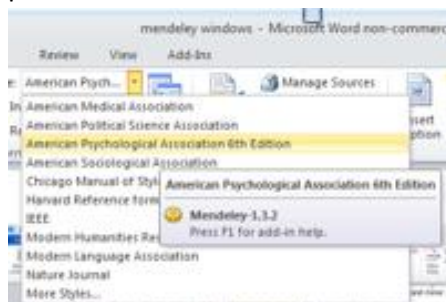 mendeley windows - Microsoft Word non-commerc
Review View Add-Ins
American Psych... Manage Sources
American Medical Association
American Political Science Association
American Psychological Association 6th Edition
American Sociological Association
Chicago Manual of Styl
American Psychological Association 6th Edition
Harvard Reference form
IEEE
Mendeley-1.3.2
Press F1 for add-in help.
Modern Humanities Res
Modern Language Association
Nature Journal
More Styles...